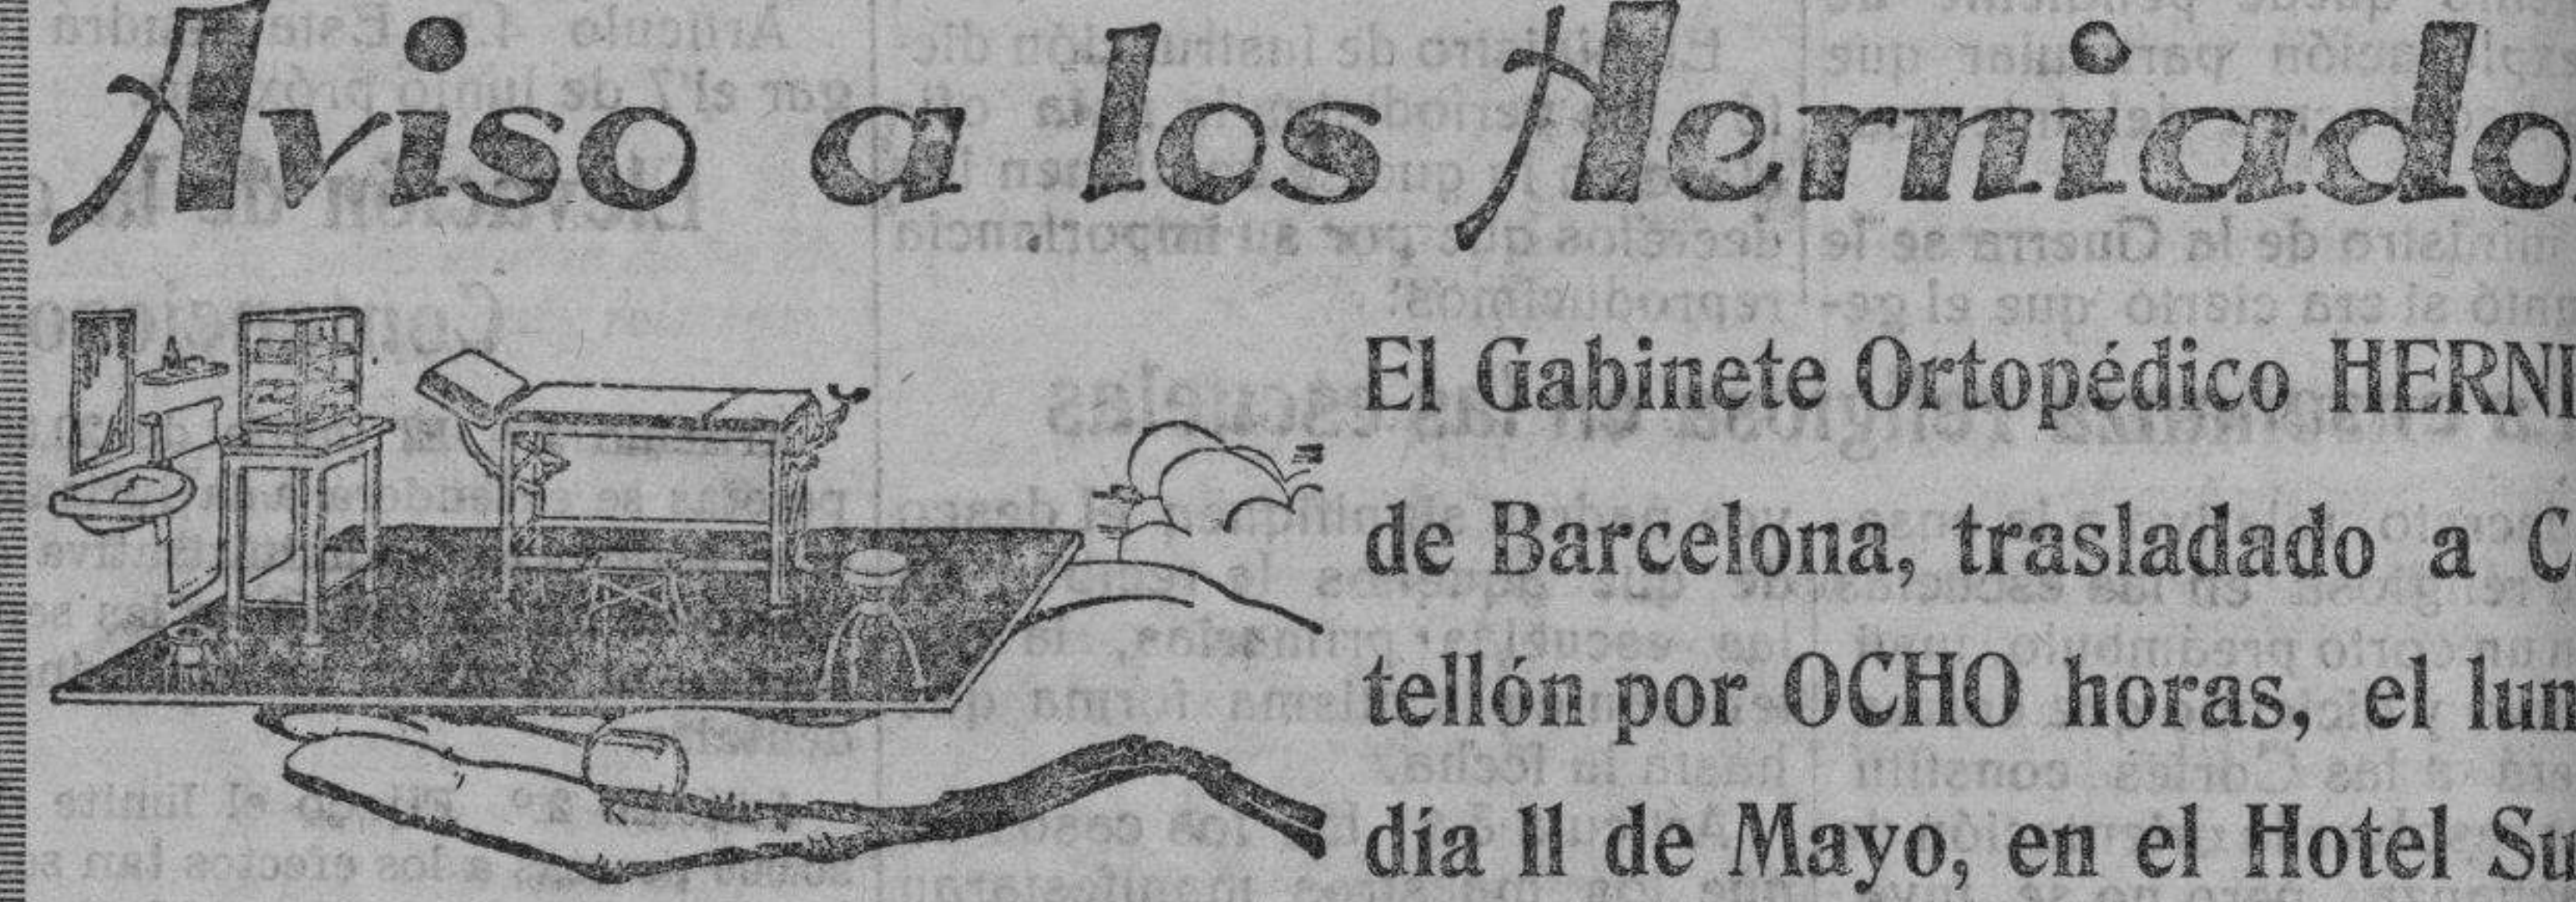 Aviso a los Herniado
El Gabinete Ortopédico HERNI
de Barcelona, trasladado a C
tellón por OCHO horas, el lun
día 11 de Mayo, en el Hotel Su